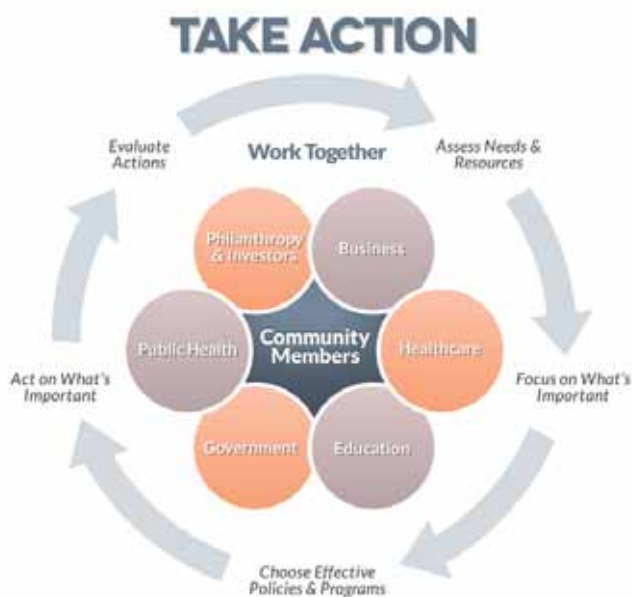 TAKE ACTION
Evaluate
Actions
Work Together
Assess Needs &
Resources
Philanthropy
& Investors
Business
Public Health
Community
Members
Healthcare
Act on What's
Important
Focus on What's
Important
Government
Education
Choose Effective
Policies & Programs